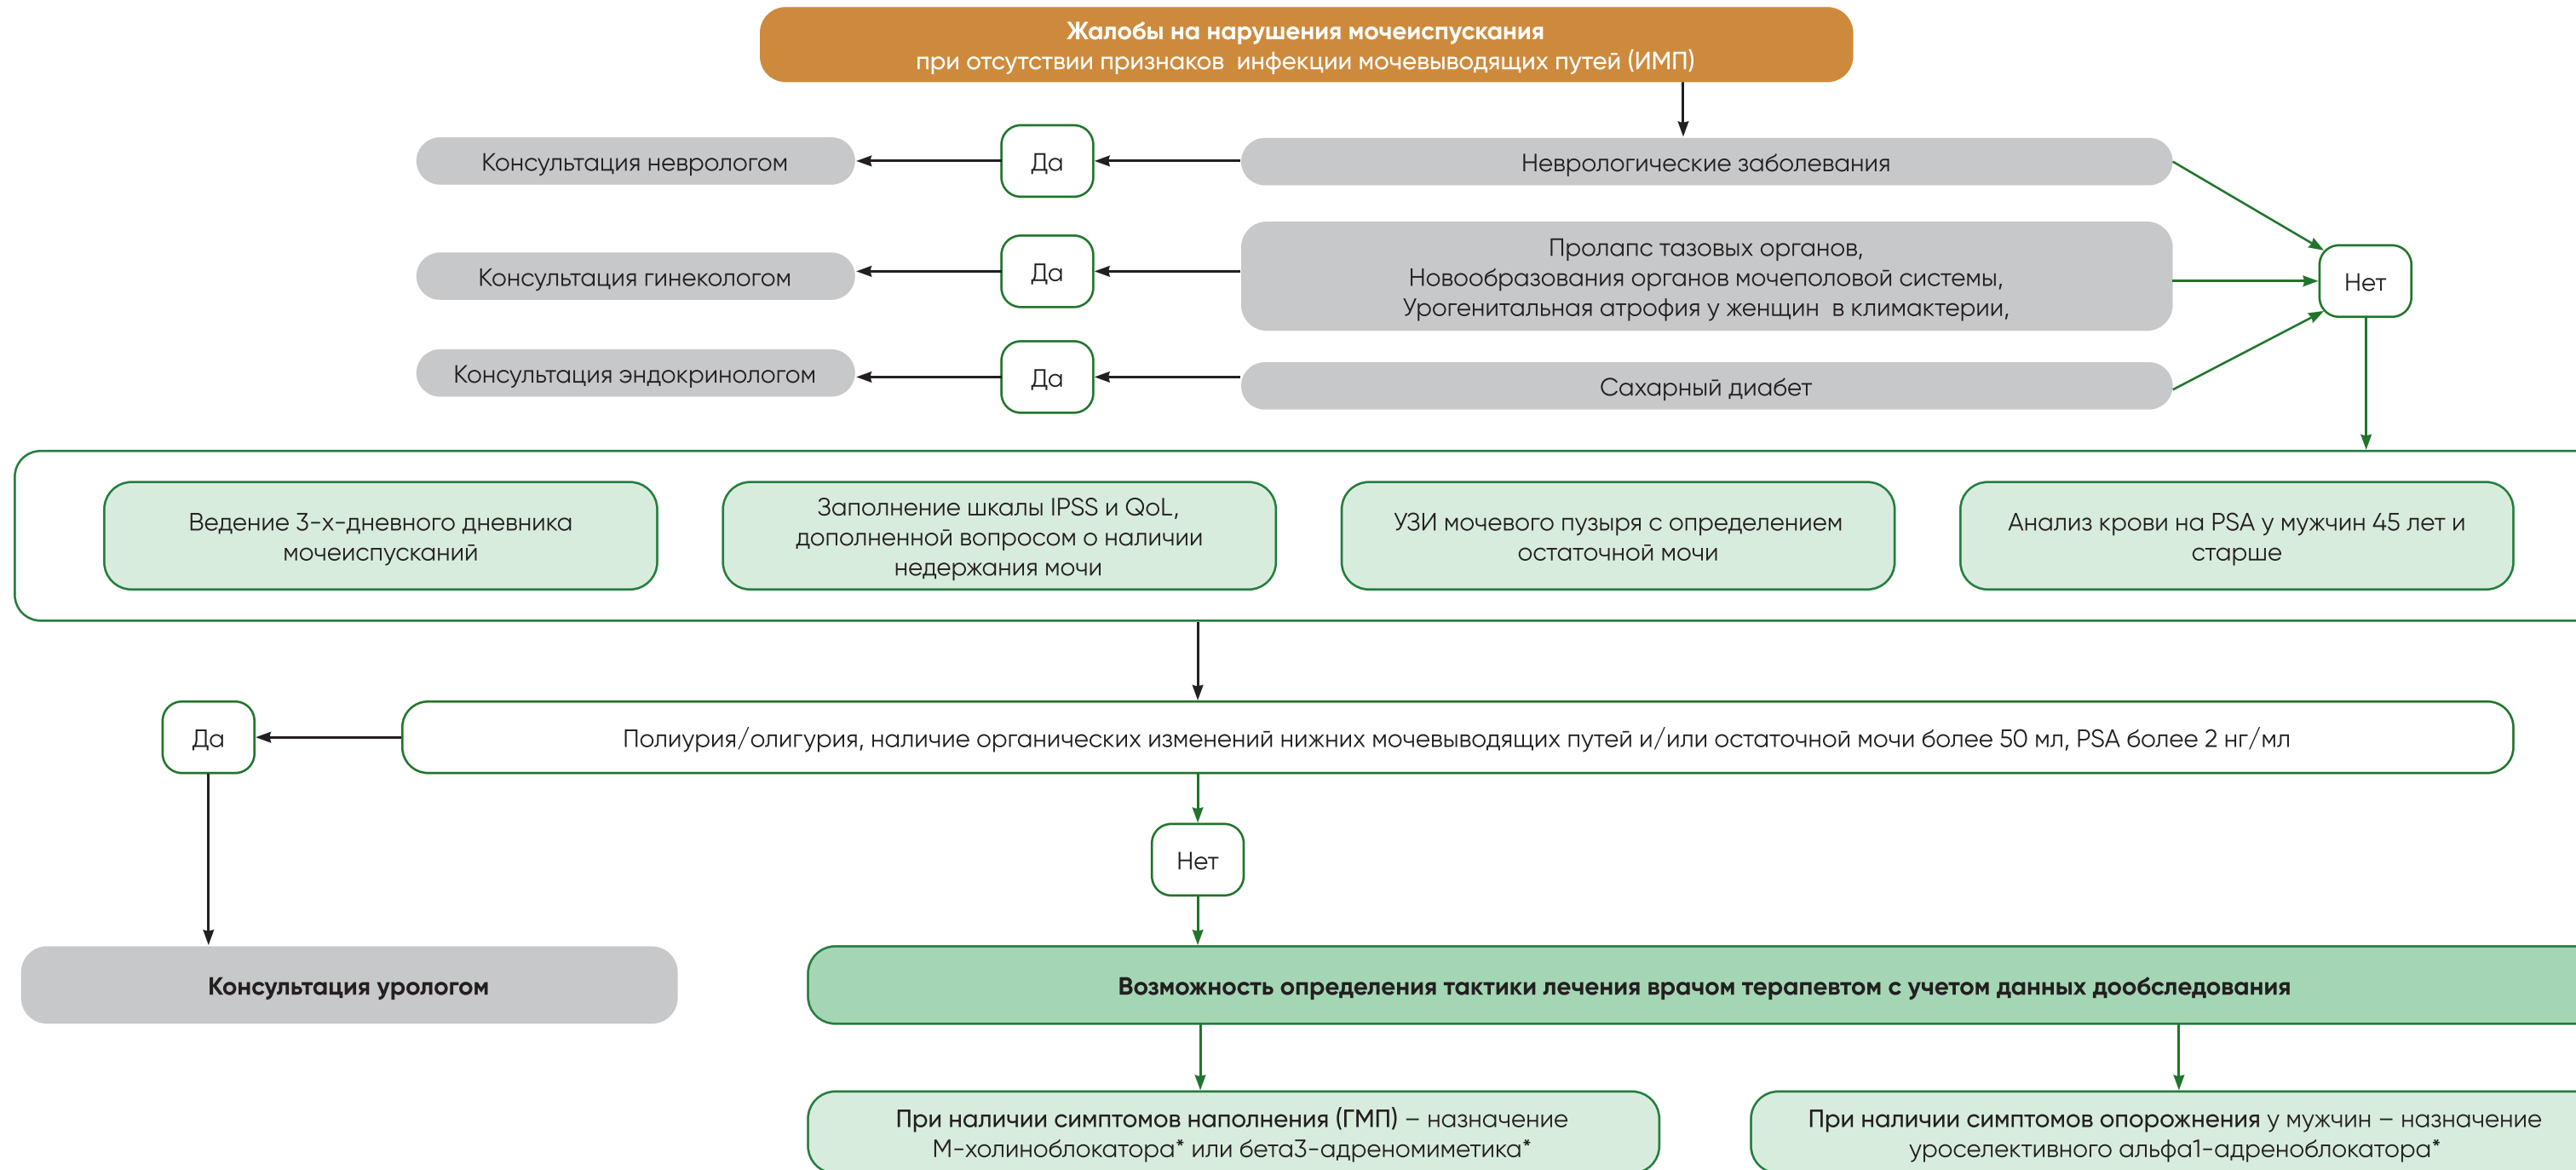 Жалобы на нарушения мочеиспускания
при отсутствии признаков инфекции мочевыводящих путей (ИМП)
Консультация неврологом
Да
Неврологические заболевания
Консультация гинекологом
Да
Пролапс тазовых органов,
Новообразования органов мочеполовой системы,
Урогенитальная атрофия у женщин в климактерии,
Нет
Консультация эндокринологом
Да
Сахарный диабет
Ведение 3-х-дневного дневника
мочеиспусканий
Заполнение шкалы IPSS и QoL,
дополненной вопросом о наличии
недержания мочи
УЗИ мочевого пузыря с определением
остаточной мочи
Анализ крови на PSA у мужчин 45 лет и
старше
Да
Полиурия/олигурия, наличие органических изменений нижних мочевыводящих путей и/или остаточной мочи более 50 мл, PSA более 2 нг/мл
Нет
Консультация урологом
Возможность определения тактики лечения врачом терапевтом с учетом данных дообследования
При наличии симптомов наполнения (ГМП) – назначение
М-холиноблокатора* или бета3-адреномиметика*
При наличии симптомов опорожнения у мужчин – назначение
уроселективного альфа1-адреноблокатора*